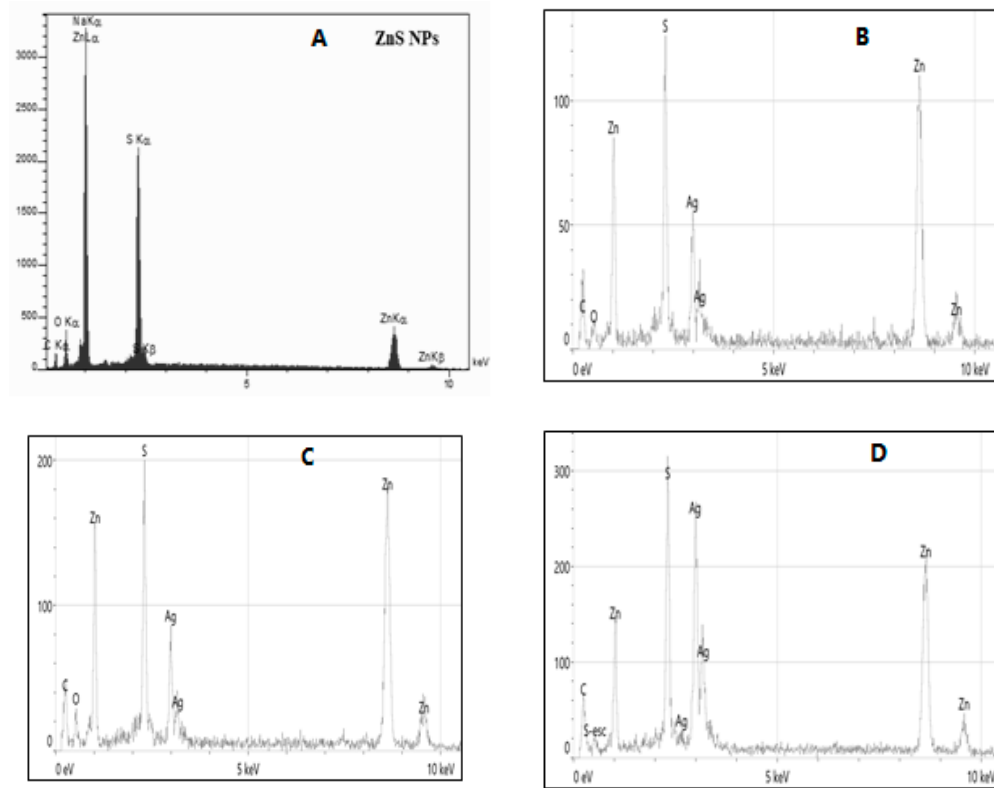 A
ZnS NPs
NaKα
ZnLα
S Kα
O Kα
Kα
Kβ
ZnKα
ZnKβ
keV
3000
2500
2000
1500
1000
500
0
5
10
B
S
Zn
Zn
Ag
Ag
C
O
Zn
100
50
0
0 eV
5 keV
10 keV
C
S
Zn
Zn
Ag
Ag
C
O
Zn
200
100
0
0 eV
5 keV
10 keV
D
S
Ag
Zn
Zn
Ag
C
S-esc
Ag
Zn
300
200
100
0
0 eV
5 keV
10 keV